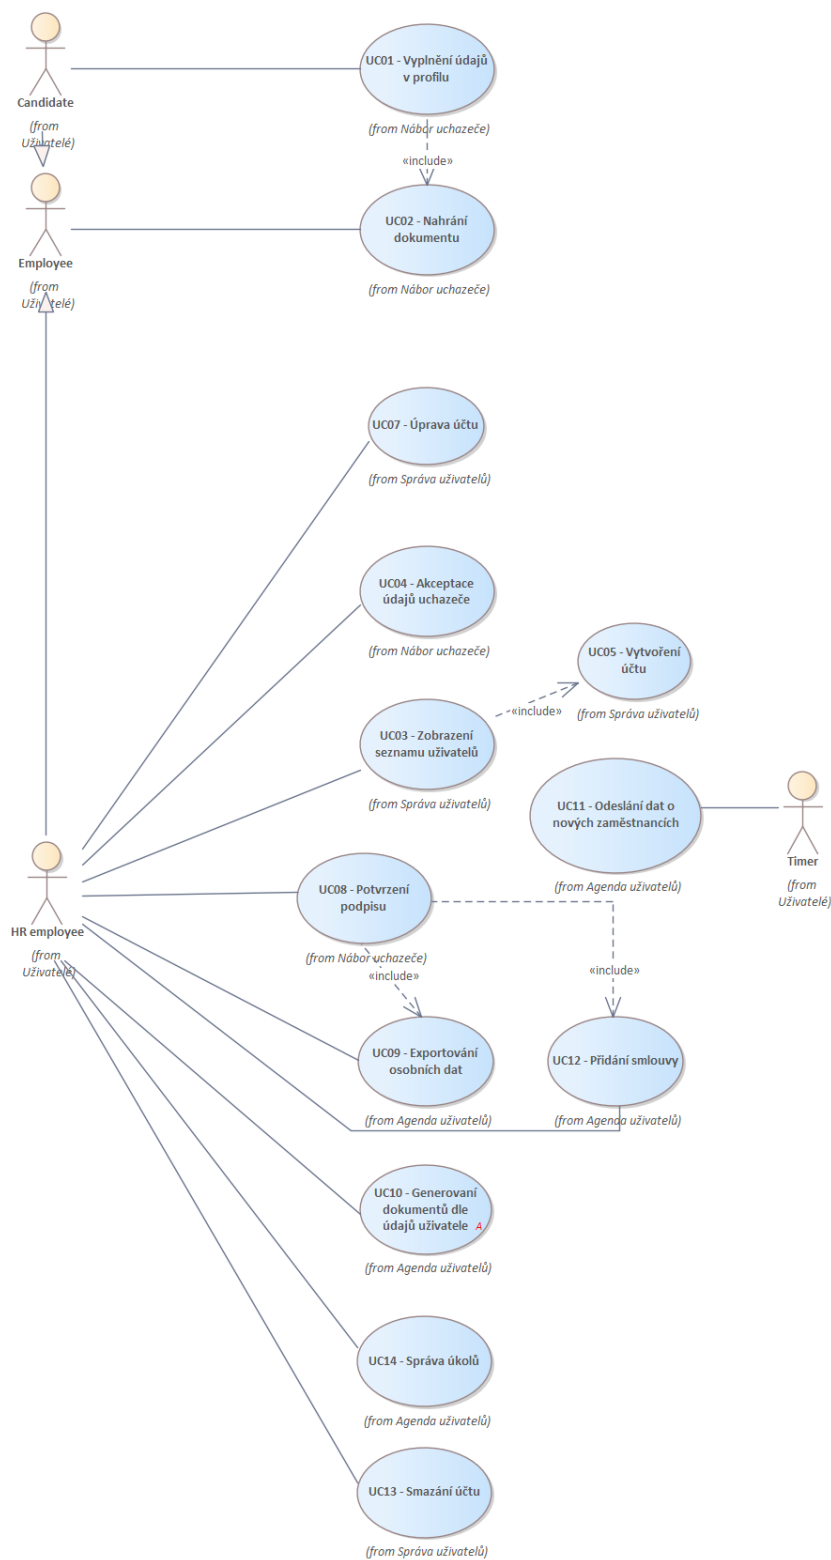 Candidate
(from
Uživatelé)
UC01 - Vyplnění údajů
v profilu
(from Nábor uchazeče)
«include»
Employee
(from
Uživatelé)
UC02 - Nahrání
dokumentu
(from Nábor uchazeče)
UC07 - Úprava účtu
(from Správa uživatelů)
UC04 - Akceptace
údajů uchazeče
(from Nábor uchazeče)
UC05 - Vytvoření
účtu
(from Správa uživatelů)
«include»
UC03 - Zobrazení
seznamu uživatelů
(from Správa uživatelů)
UC11 - Odeslání dat o
nových zaměstnancích
(from Agenda uživatelů)
Timer
(from
Uživatelé)
HR employee
(from
Uživatelé)
UC08 - Potvrzení
podpisu
(from Nábor uchazeče)
«include»
«include»
UC09 - Exportování
osobních dat
(from Agenda uživatelů)
UC12 - Přidání smlouvy
(from Agenda uživatelů)
UC10 - Generovaní
dokumentů dle
údajů uživatele A
(from Agenda uživatelů)
UC14 - Správa úkolů
(from Agenda uživatelů)
UC13 - Smazání účtu
(from Správa uživatelů)